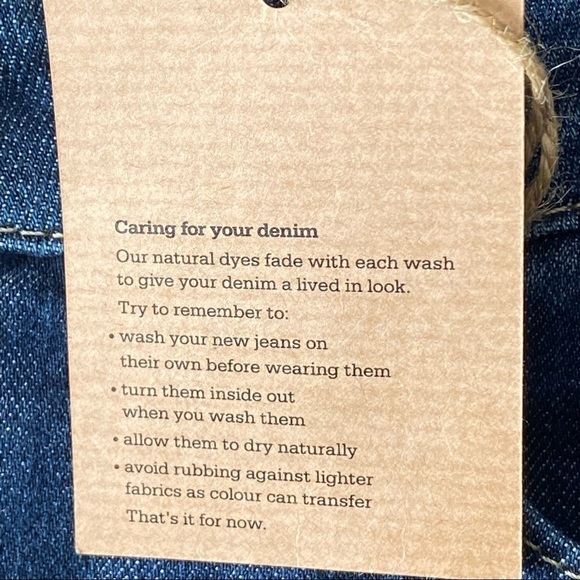 Caring for your denim
Our natural dyes fade with each wash
to give your denim a lived in look.
Try to remember to:
• wash your new jeans on
their own before wearing them
• turn them inside out
when you wash them
• allow them to dry naturally
• avoid rubbing against lighter
fabrics as colour can transfer
That's it for now.